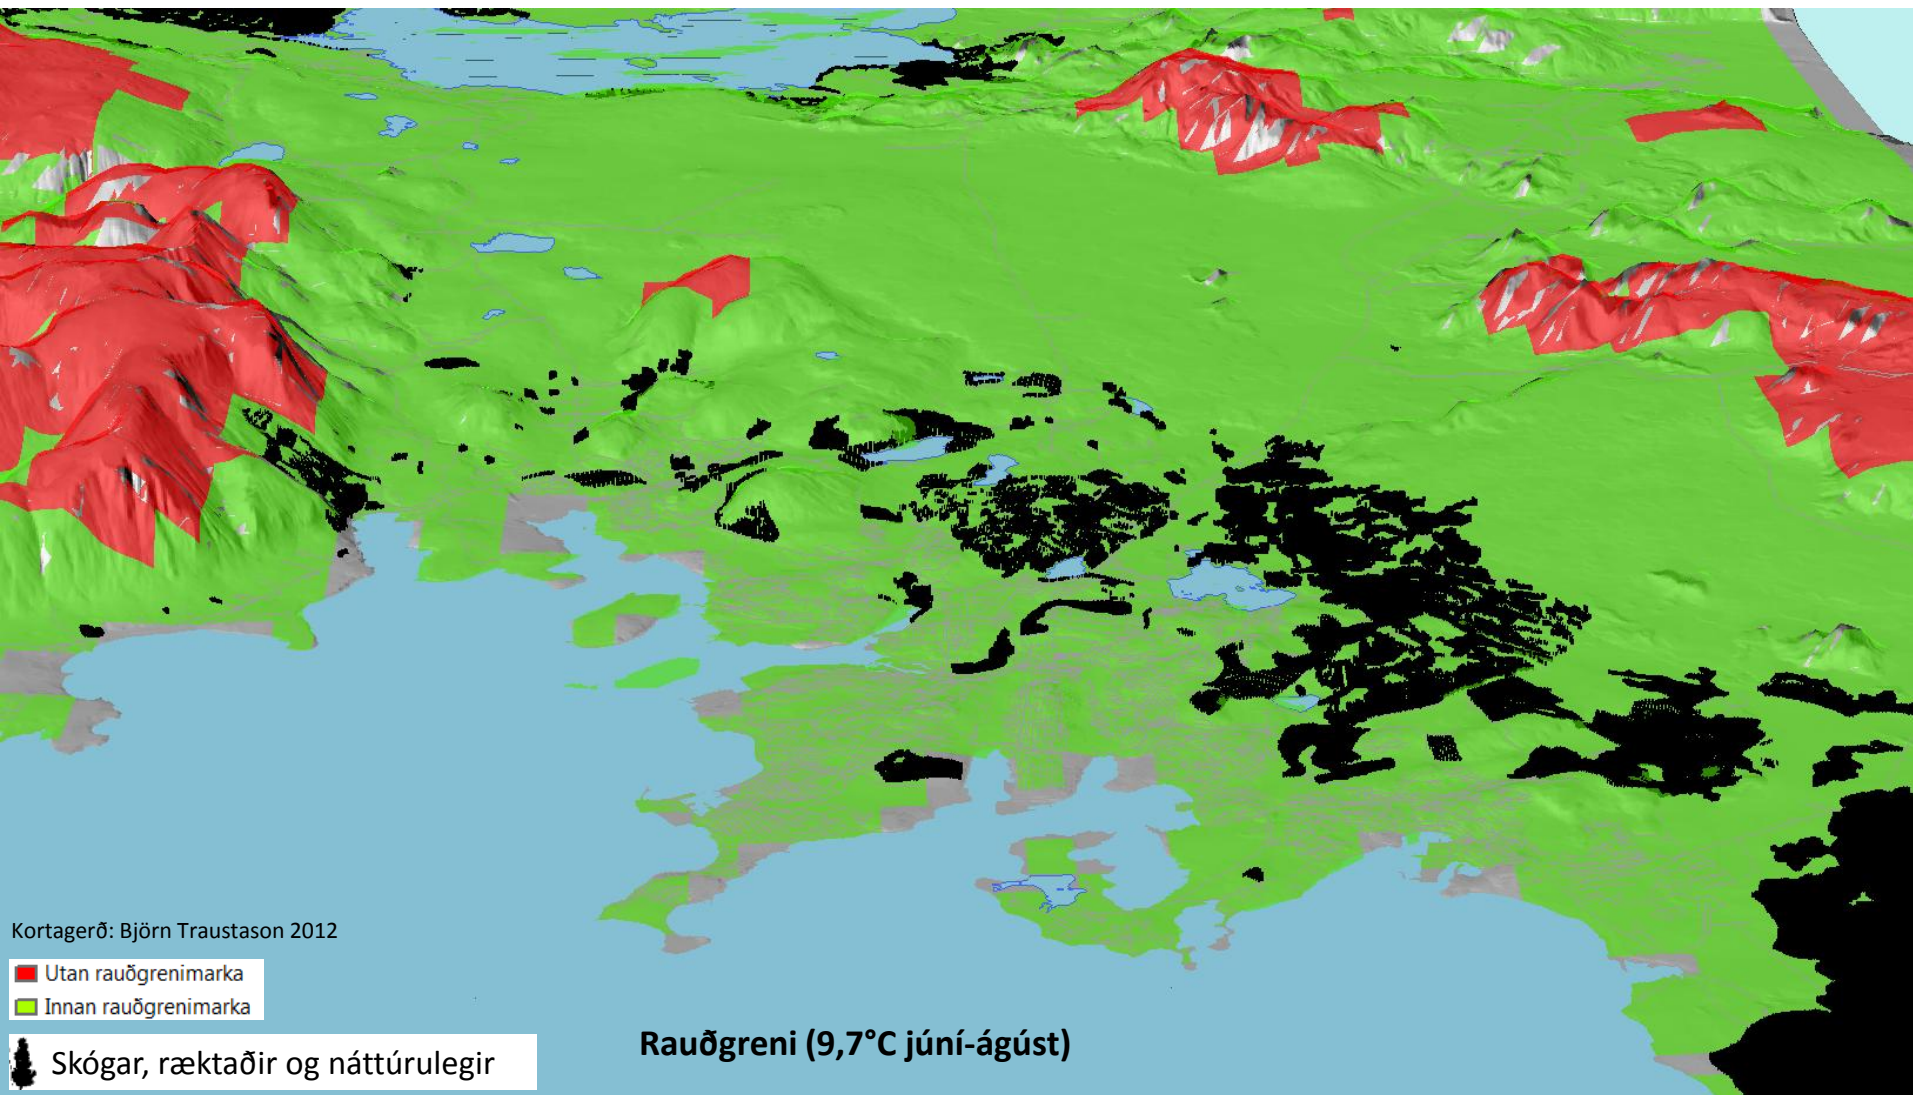 Kortagerð: Björn Traustason 2012
Utan rauðgrenimarka
Innan rauðgrenimarka
Skógar, ræktaðir og náttúrulegir
Rauðgreni (9,7°C júní-ágúst)